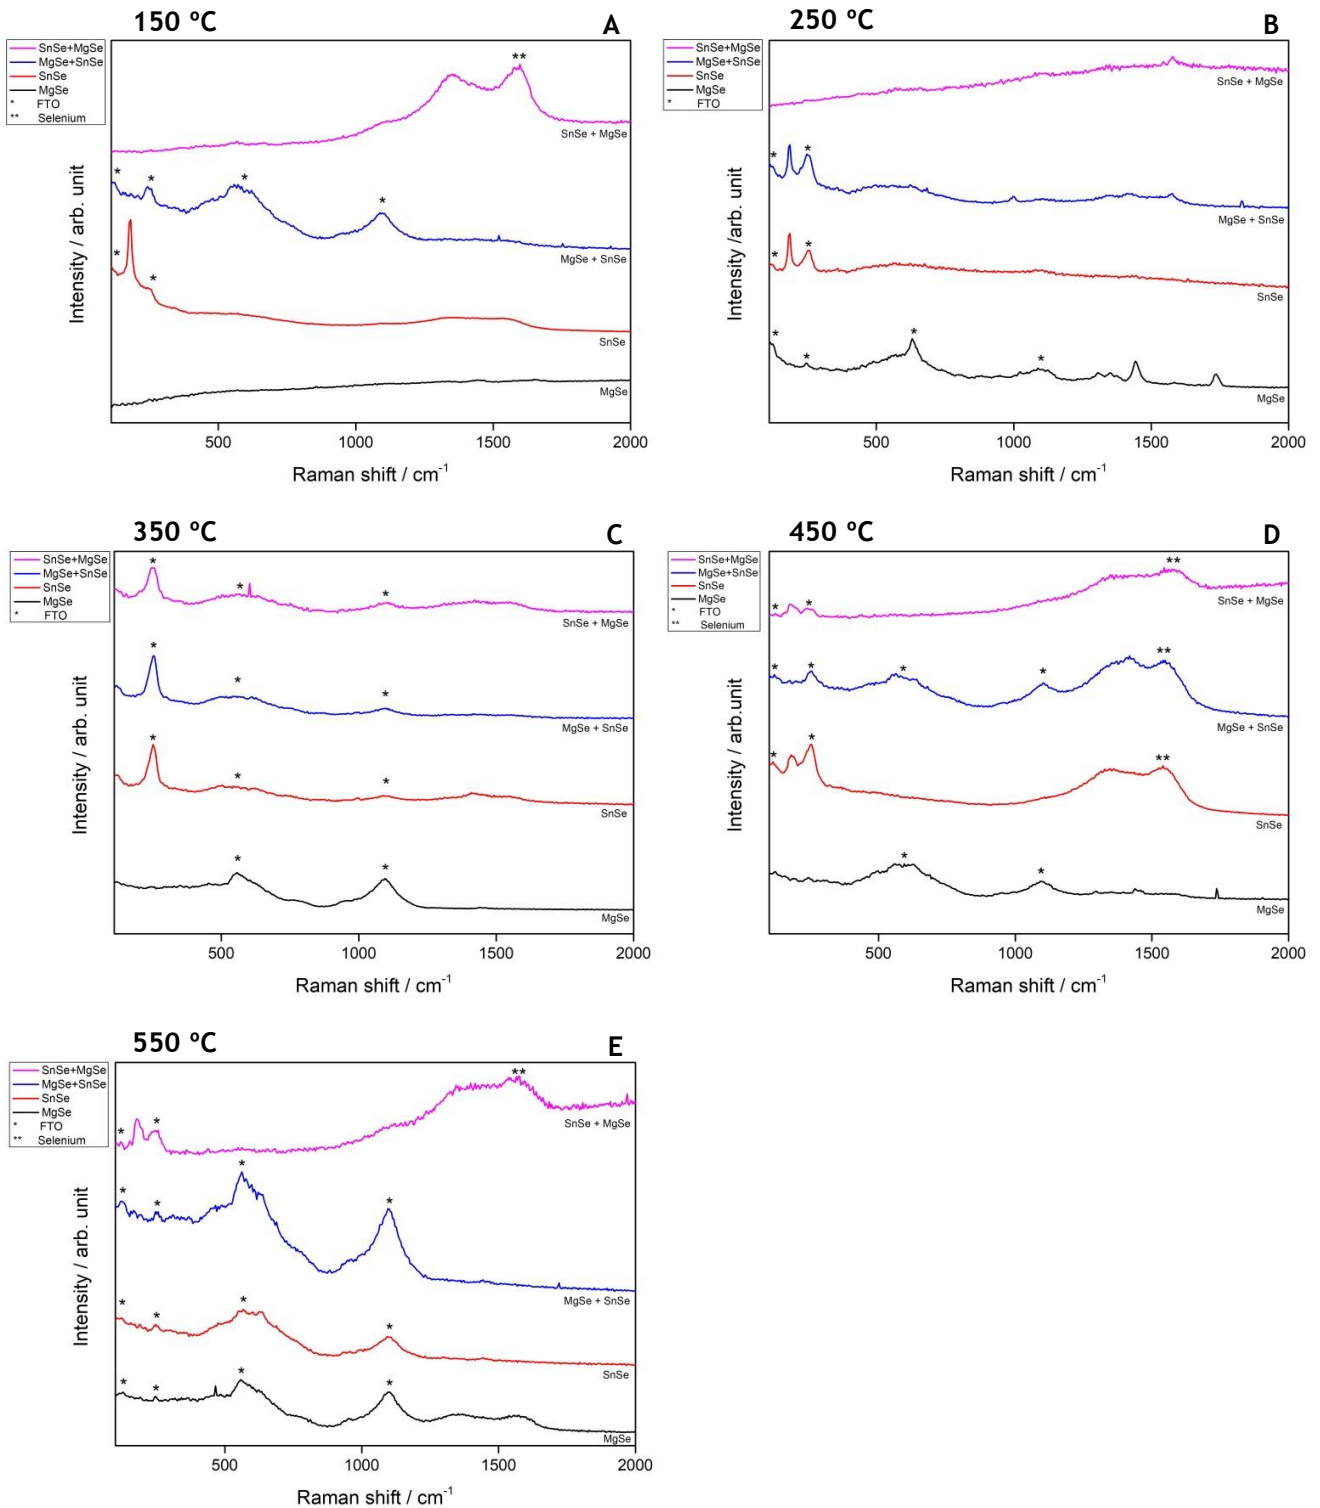 150 ºC
A
SnSe+MgSe
MgSe+SnSe
SnSe
MgSe
* FTO
** Selenium
**
SnSe + MgSe
* * * *
MgSe + SnSe
* *
SnSe
MgSe
Intensity / arb. unit
500 1000 1500 2000
Raman shift / cm-1
250 ºC
B
SnSe+MgSe
MgSe+SnSe
SnSe
MgSe
* FTO
SnSe + MgSe
* *
MgSe + SnSe
* *
SnSe
* * * *
MgSe
Intensity /arb. unit
500 1000 1500 2000
Raman shift / cm-1
350 ºC
C
SnSe+MgSe
MgSe+SnSe
SnSe
MgSe
* FTO
* * *
SnSe + MgSe
* * *
MgSe + SnSe
* * *
SnSe
* *
MgSe
Intensity / arb. unit
500 1000 1500 2000
Raman shift / cm-1
450 ºC
D
SnSe+MgSe
MgSe+SnSe
SnSe
MgSe
* FTO
** Selenium
* * **
SnSe + MgSe
* * * * **
MgSe + SnSe
* * **
SnSe
* *
MgSe
Intensity / arb.unit
500 1000 1500 2000
Raman shift / cm-1
550 ºC
E
SnSe+MgSe
MgSe+SnSe
SnSe
MgSe
* FTO
** Selenium
* * **
SnSe + MgSe
* * * *
MgSe + SnSe
* * * *
SnSe
* * * *
MgSe
Intensity / arb. unit
500 1000 1500 2000
Raman shift / cm-1